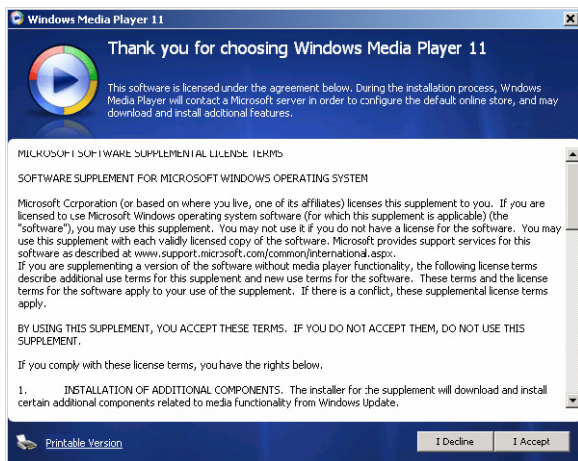 Windows Media Player 11
Thank you for choosing Windows Media Player 11
This software is licensed under the agreement below. During the installation process, Windows
Media Player will contact a Microsoft server in order to configure the default online store, and may
download and install additional features.
MICROSOFT SOFTWARE SUPPLEMENTAL LICENSE TERMS
SOFTWARE SUPPLEMENT FOR MICROSOFT WINDOWS OPERATING SYSTEM
Microsoft Corporation (or based on where you live, one of its affiliates) licenses this supplement to you. If you are
licensed to use Microsoft Windows operating system software (for which this supplement is applicable) (the
"software"), you may use this supplement. You may not use it if you do not have a license for the software. You may
use this supplement with each validly licensed copy of the software. Microsoft provides support services for this
software as described at www.support.microsoft.com/common/international.aspx.
If you are supplementing a version of the software without media player functionality, the following license terms
describe additional use terms for this supplement and new use terms for the software. These terms and the license
terms for the software apply to your use of the supplement. If there is a conflict, these supplemental license terms
apply.
BY USING THIS SUPPLEMENT, YOU ACCEPT THESE TERMS. IF YOU DO NOT ACCEPT THEM, DO NOT USE THIS
SUPPLEMENT.
If you comply with these license terms, you have the rights below.
1. INSTALLATION OF ADDITIONAL COMPONENTS. The installer for the supplement will download and install
certain additional components related to media functionality from Windows Update.
Printable Version
I Decline
I Accept